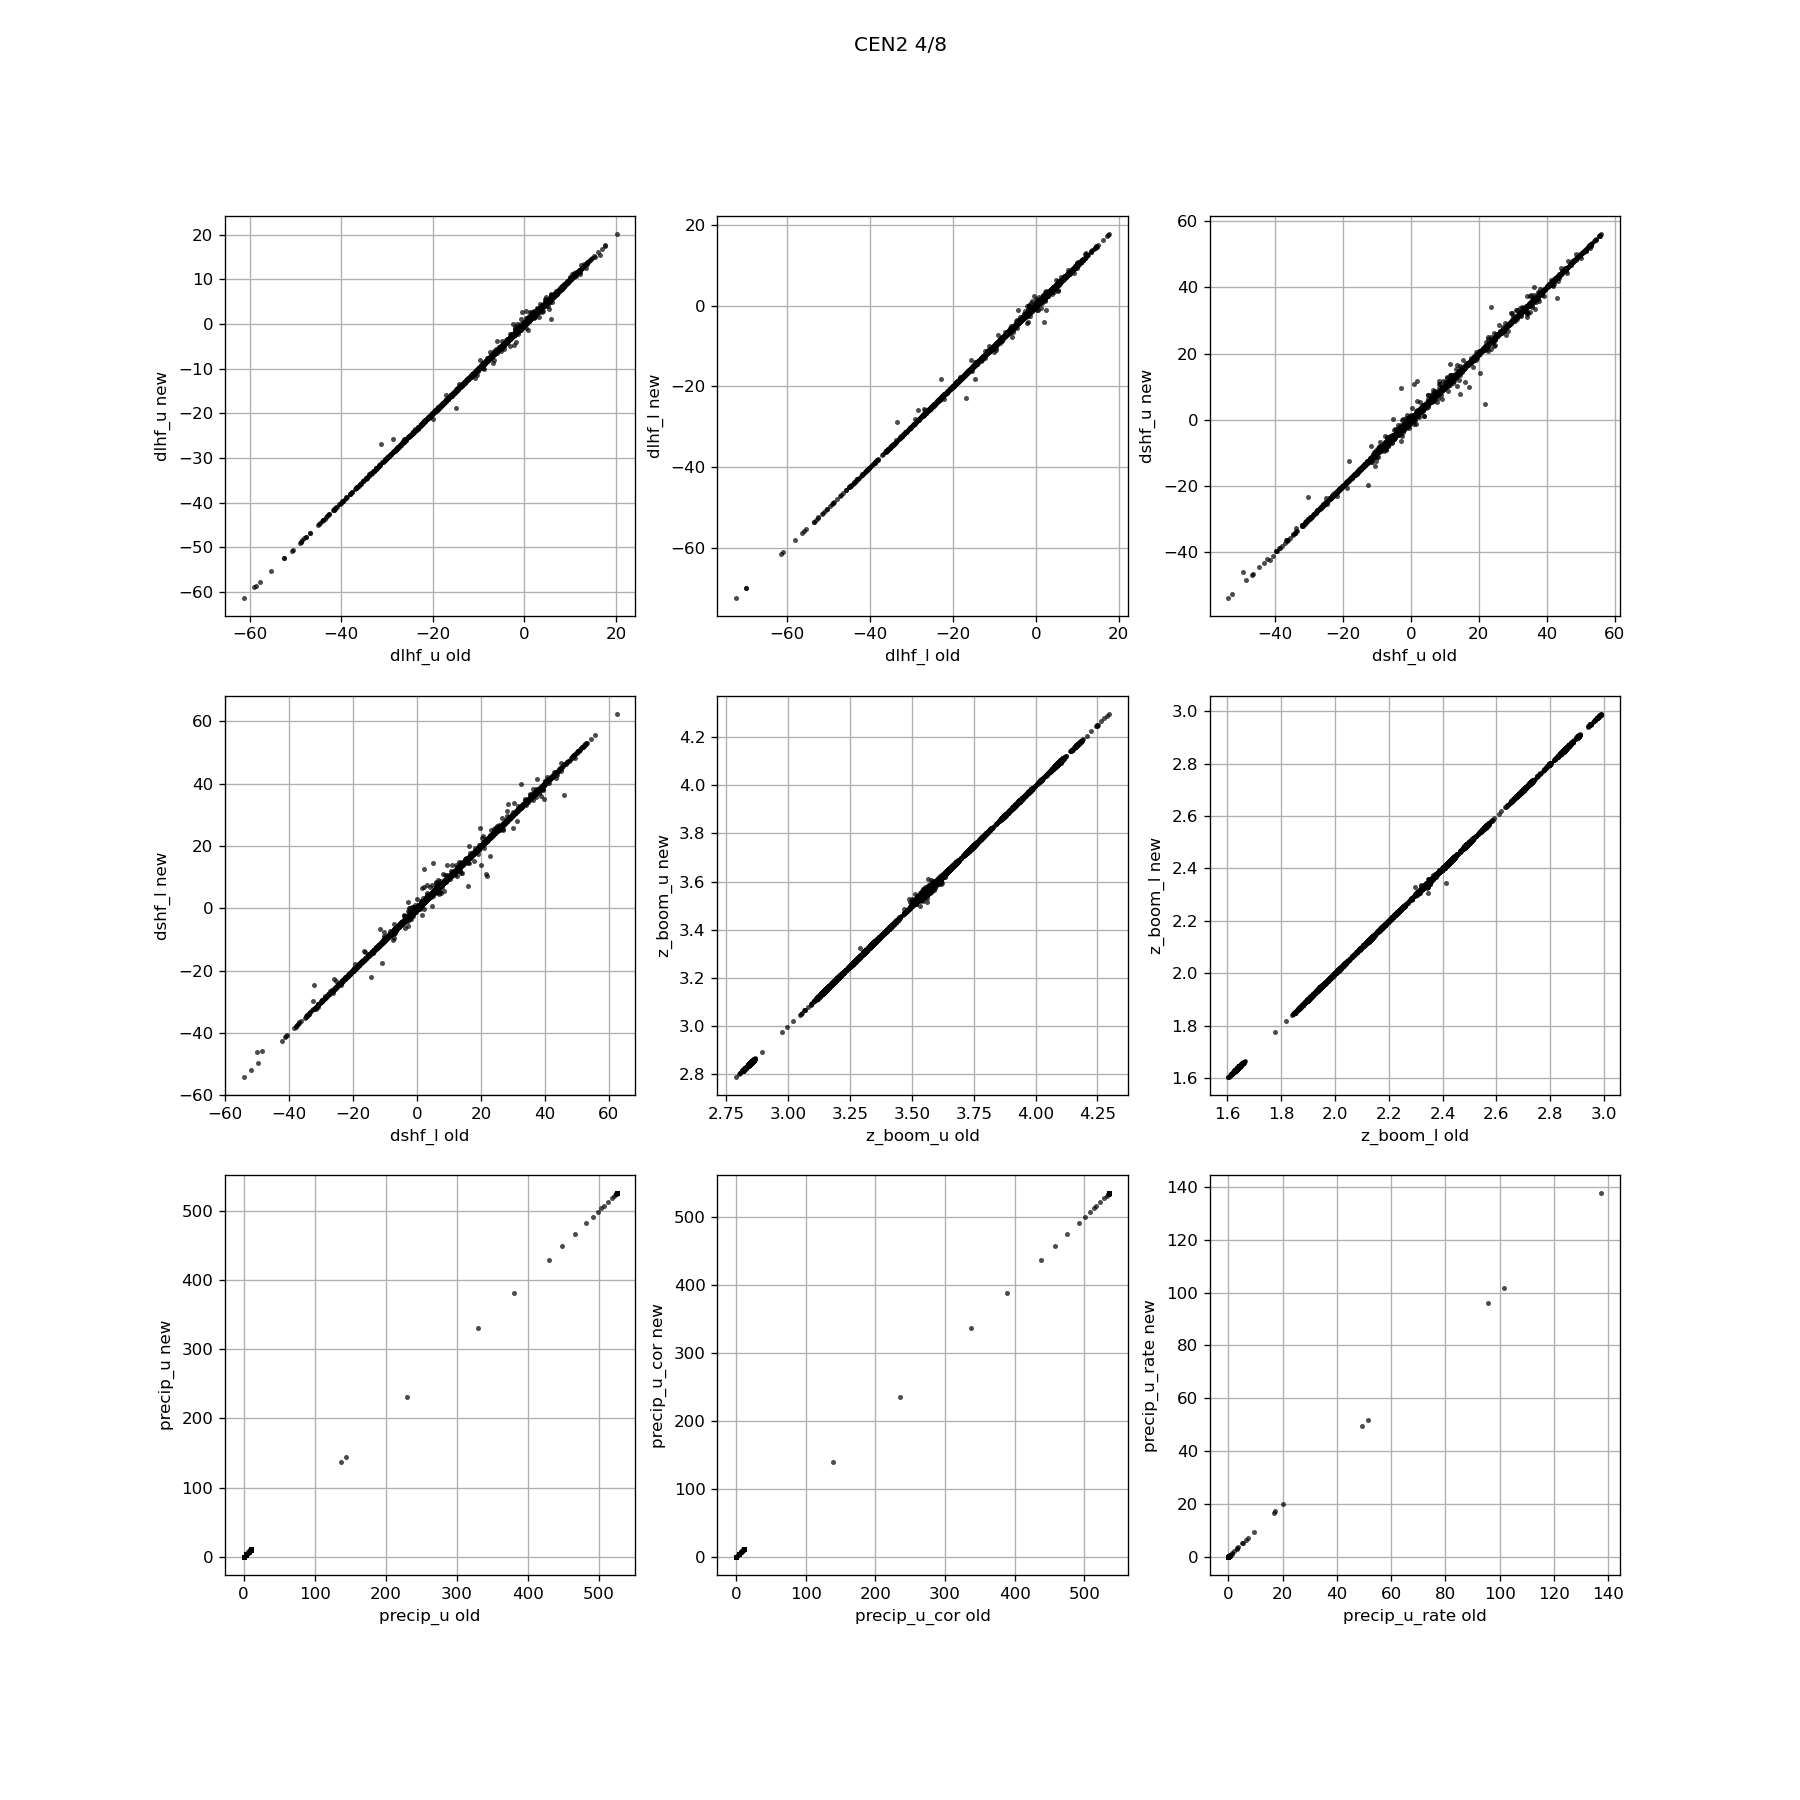 CEN2 4/8
20
10
0
−10
−20
−30
−40
−50
−60
dlhf_u new
−60 −40 −20 0 20
dlhf_u old
20
0
−20
−40
−60
dlhf_l new
−60 −40 −20 0 20
dlhf_l old
60
40
20
0
−20
−40
dshf_u new
−40 −20 0 20 40 60
dshf_u old
60
40
20
0
−20
−40
−60
dshf_l new
−60 −40 −20 0 20 40 60
dshf_l old
4.2
4.0
3.8
3.6
3.4
3.2
3.0
2.8
z_boom_u new
2.75 3.00 3.25 3.50 3.75 4.00 4.25
z_boom_u old
3.0
2.8
2.6
2.4
2.2
2.0
1.8
1.6
z_boom_l new
1.6 1.8 2.0 2.2 2.4 2.6 2.8 3.0
z_boom_l old
500
400
300
200
100
0
precip_u new
0 100 200 300 400 500
precip_u old
500
400
300
200
100
0
precip_u_cor new
0 100 200 300 400 500
precip_u_cor old
140
120
100
80
60
40
20
0
precip_u_rate new
0 20 40 60 80 100 120 140
precip_u_rate old